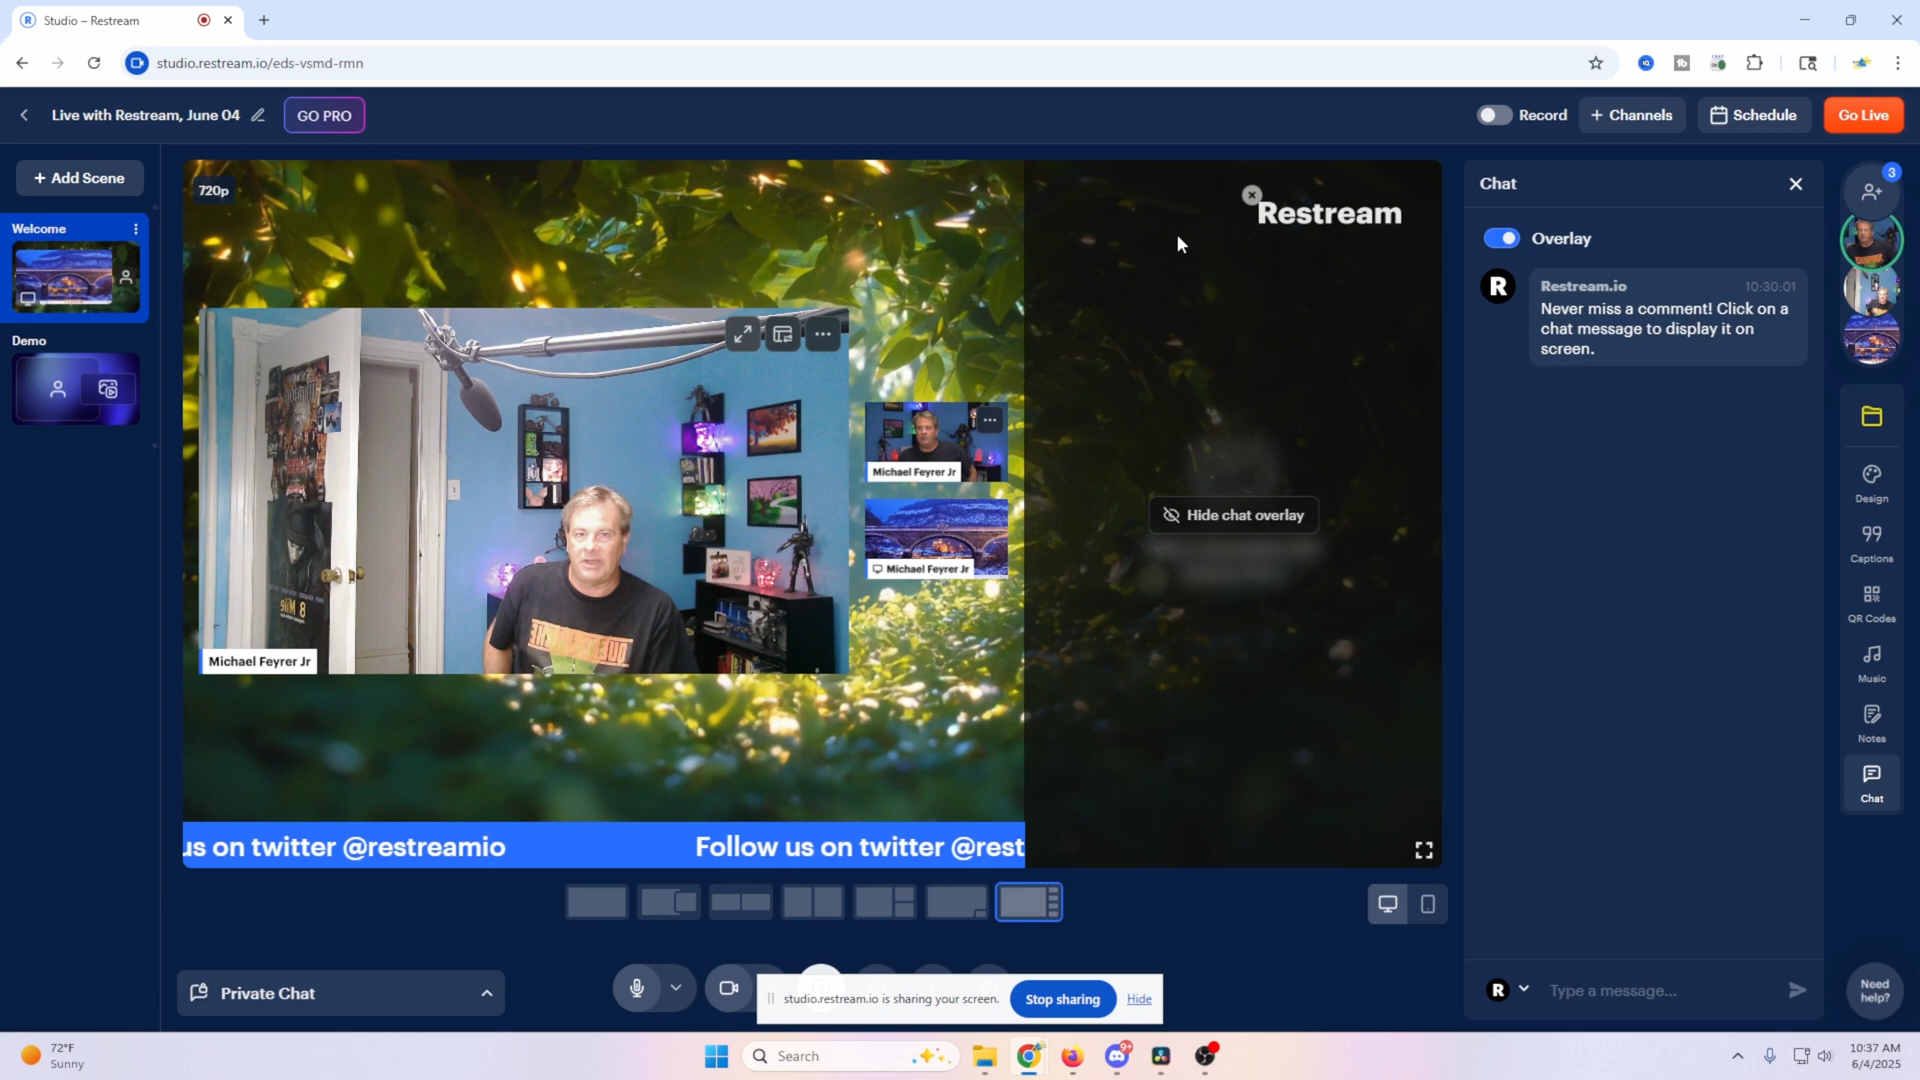 Studio – Restream
studio.restream.io/eds-vsmd-rmn
Live with Restream, June 04
GO PRO
Record
+ Channels
Schedule
Go Live
+ Add Scene
Welcome
Demo
720p
Restream
Michael Feyrer Jr
Michael Feyrer Jr
Michael Feyrer Jr
Hide chat overlay
us on twitter @restreamio
Follow us on twitter @rest
Chat
Overlay
Restream.io
10:30:01
Never miss a comment! Click on a
chat message to display it on
screen.
3
Design
Captions
QR Codes
Music
Notes
Chat
Private Chat
studio.restream.io is sharing your screen.
Stop sharing
Hide
R
Type a message...
Need
help?
72°F
Sunny
Search
9+
10:37 AM
6/4/2025